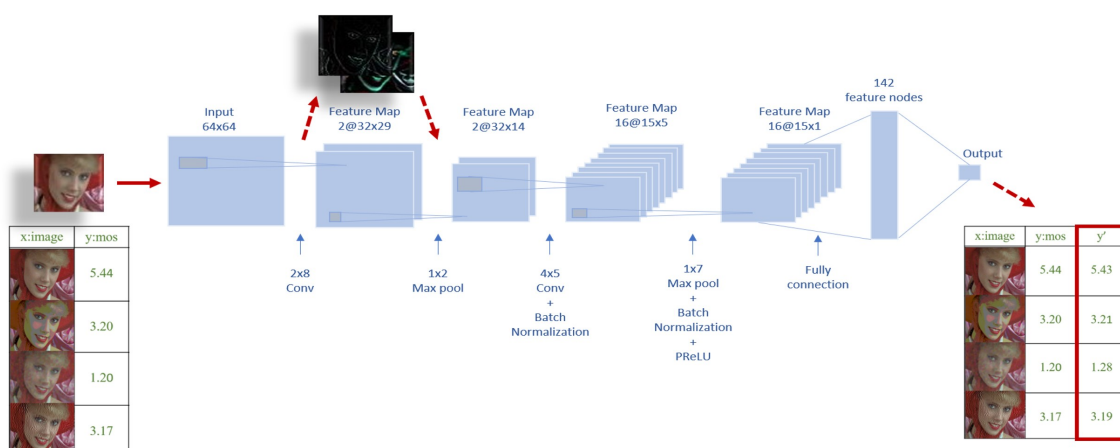 142
feature nodes
Input
64x64
Feature Map
2@32x29
Feature Map
2@32x14
Feature Map
16@15x5
Feature Map
16@15x1
Output
2x8
Conv
1x2
Max pool
4x5
Conv
+
Batch
Normalization
1x7
Max pool
+
Batch
Normalization
+
PReLU
Fully
connection
x:image y:mos
5.44
3.20
1.20
3.17
x:image y:mos y'
5.44 5.43
3.20 3.21
1.20 1.28
3.17 3.19